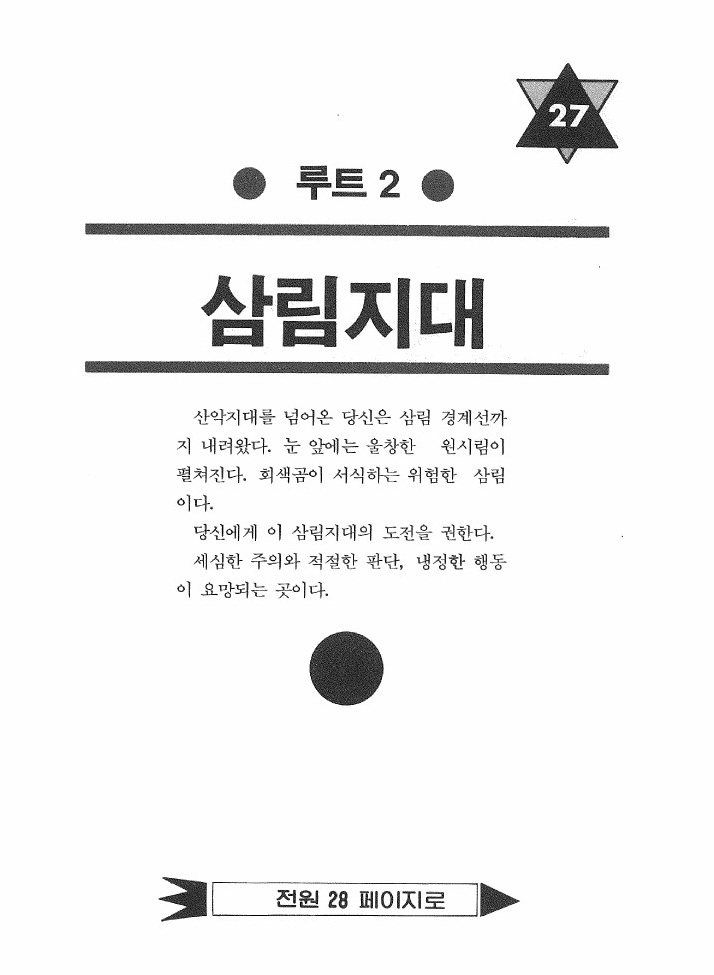 27
루트 2
삼림지대
산악지대를 넘어온 당신은 삼림 경계선까
지 내려왔다. 눈 앞에는 울창한 원시림이
펼쳐진다. 회색곰이 서식하는 위험한 삼림
이다.
당신에게 이 삼림지대의 도전을 권한다.
세심한 주의와 적절한 판단, 냉정한 행동
이 요망되는 곳이다.
전원 28 페이지로